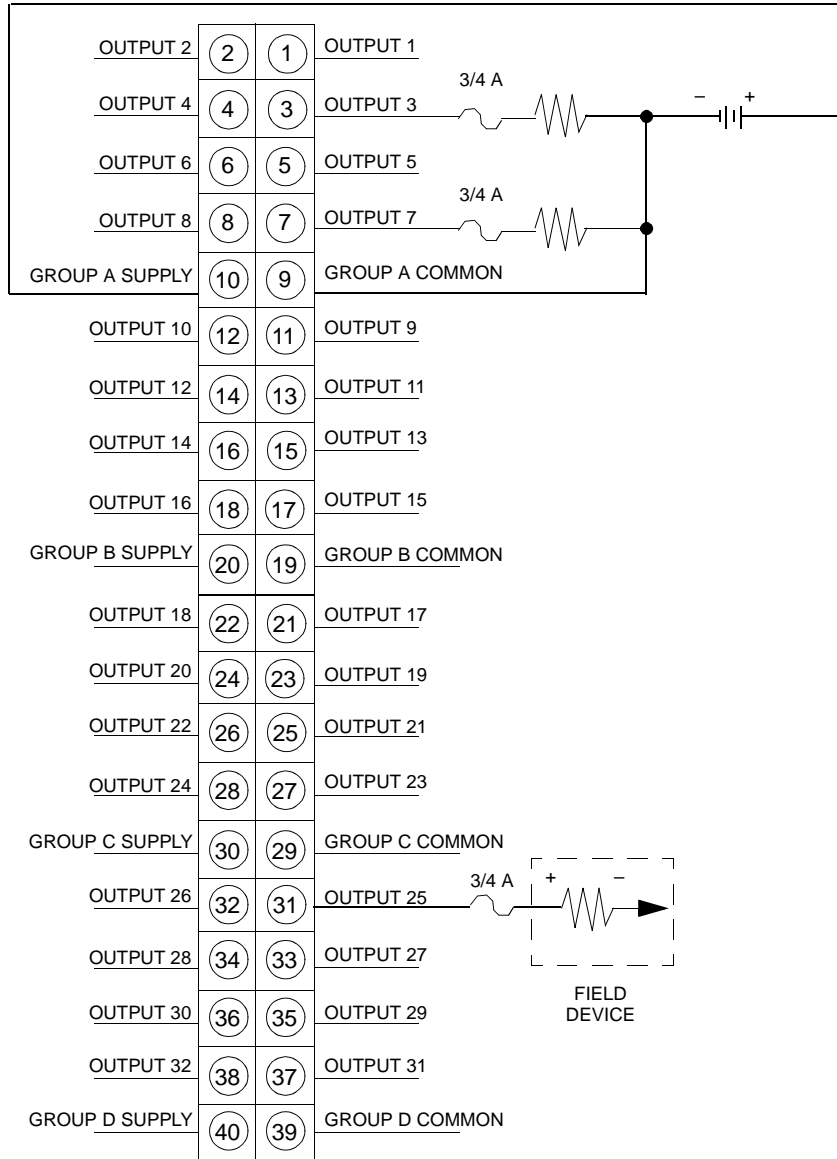 OUTPUT 2 2 1 OUTPUT 1
3/4 A
OUTPUT 4 4 3 OUTPUT 3 – +
OUTPUT 6 6 5 OUTPUT 5
3/4 A
OUTPUT 8 8 7 OUTPUT 7
GROUP A SUPPLY 10 9 GROUP A COMMON
OUTPUT 10 12 11 OUTPUT 9
OUTPUT 12 14 13 OUTPUT 11
OUTPUT 14 16 15 OUTPUT 13
OUTPUT 16 18 17 OUTPUT 15
GROUP B SUPPLY 20 19 GROUP B COMMON
OUTPUT 18 22 21 OUTPUT 17
OUTPUT 20 24 23 OUTPUT 19
OUTPUT 22 26 25 OUTPUT 21
OUTPUT 24 28 27 OUTPUT 23
GROUP C SUPPLY 30 29 GROUP C COMMON
3/4 A + –
OUTPUT 26 32 31 OUTPUT 25
OUTPUT 28 34 33 OUTPUT 27
FIELD
DEVICE
OUTPUT 30 36 35 OUTPUT 29
OUTPUT 32 38 37 OUTPUT 31
GROUP D SUPPLY 40 39 GROUP D COMMON